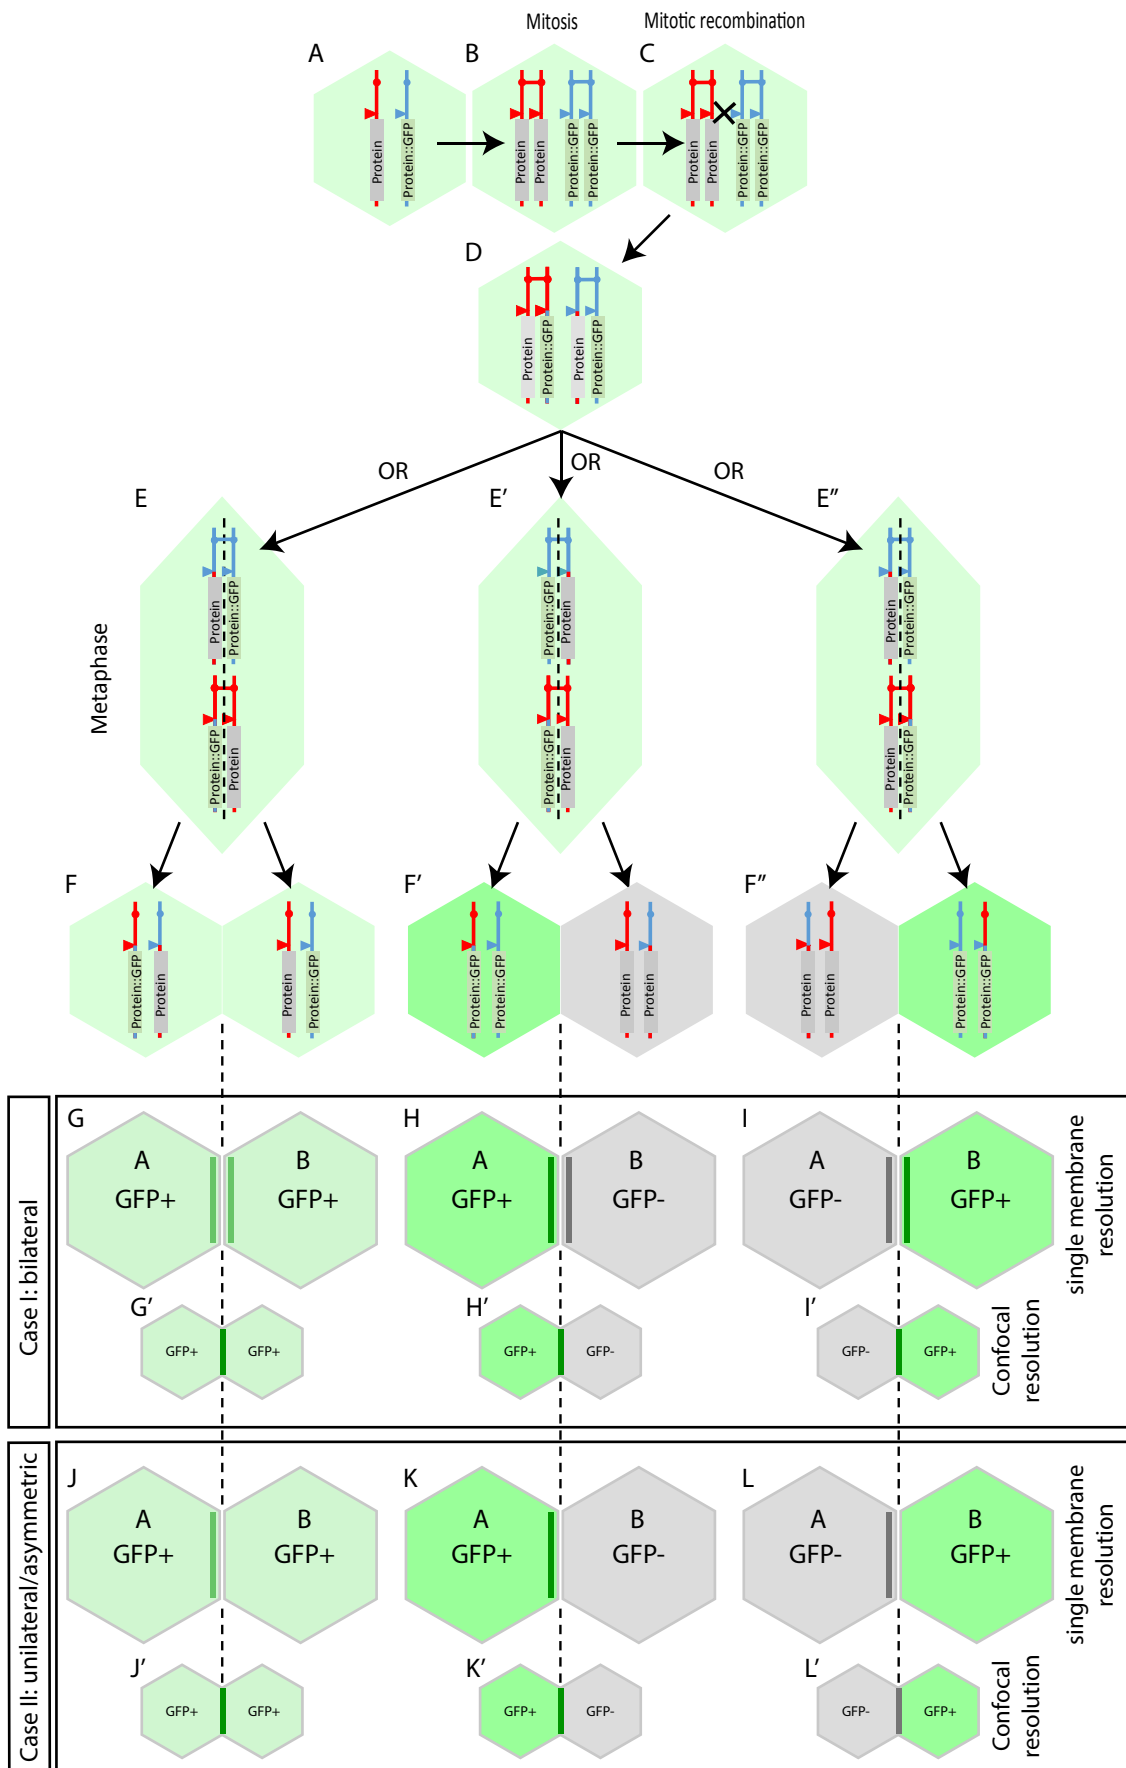 Mitosis
Mitotic recombination
A
B
C
Protein
Protein::GFP
Protein
Protein
Protein::GFP
Protein::GFP
Protein
Protein
Protein::GFP
Protein::GFP
D
Protein
Protein::GFP
Protein
Protein::GFP
OR
OR
OR
E
E′
E″
Metaphase
Protein
Protein::GFP
Protein::GFP
Protein
Protein::GFP
Protein
Protein::GFP
Protein
Protein
Protein::GFP
Protein
Protein::GFP
F
F′
F″
Protein::GFP
Protein
Protein
Protein::GFP
Protein::GFP
Protein::GFP
Protein
Protein
Protein
Protein
Protein::GFP
Protein::GFP
Case I: bilateral
G
A
GFP+
B
GFP+
H
A
GFP+
B
GFP-
I
A
GFP-
B
GFP+
single membrane
resolution
G′
GFP+
GFP+
H′
GFP+
GFP-
I′
GFP-
GFP+
Confocal
resolution
Case II: unilateral/asymmetric
J
A
GFP+
B
GFP+
K
A
GFP+
B
GFP-
L
A
GFP-
B
GFP+
single membrane
resolution
J′
GFP+
GFP+
K′
GFP+
GFP-
L′
GFP-
GFP+
Confocal
resolution